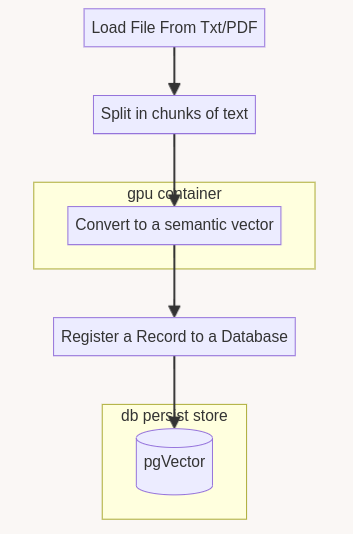 Load File From Txt/PDF
Split in chunks of text
gpu container
Convert to a semantic vector
Register a Record to a Database
db persist store
pgVector